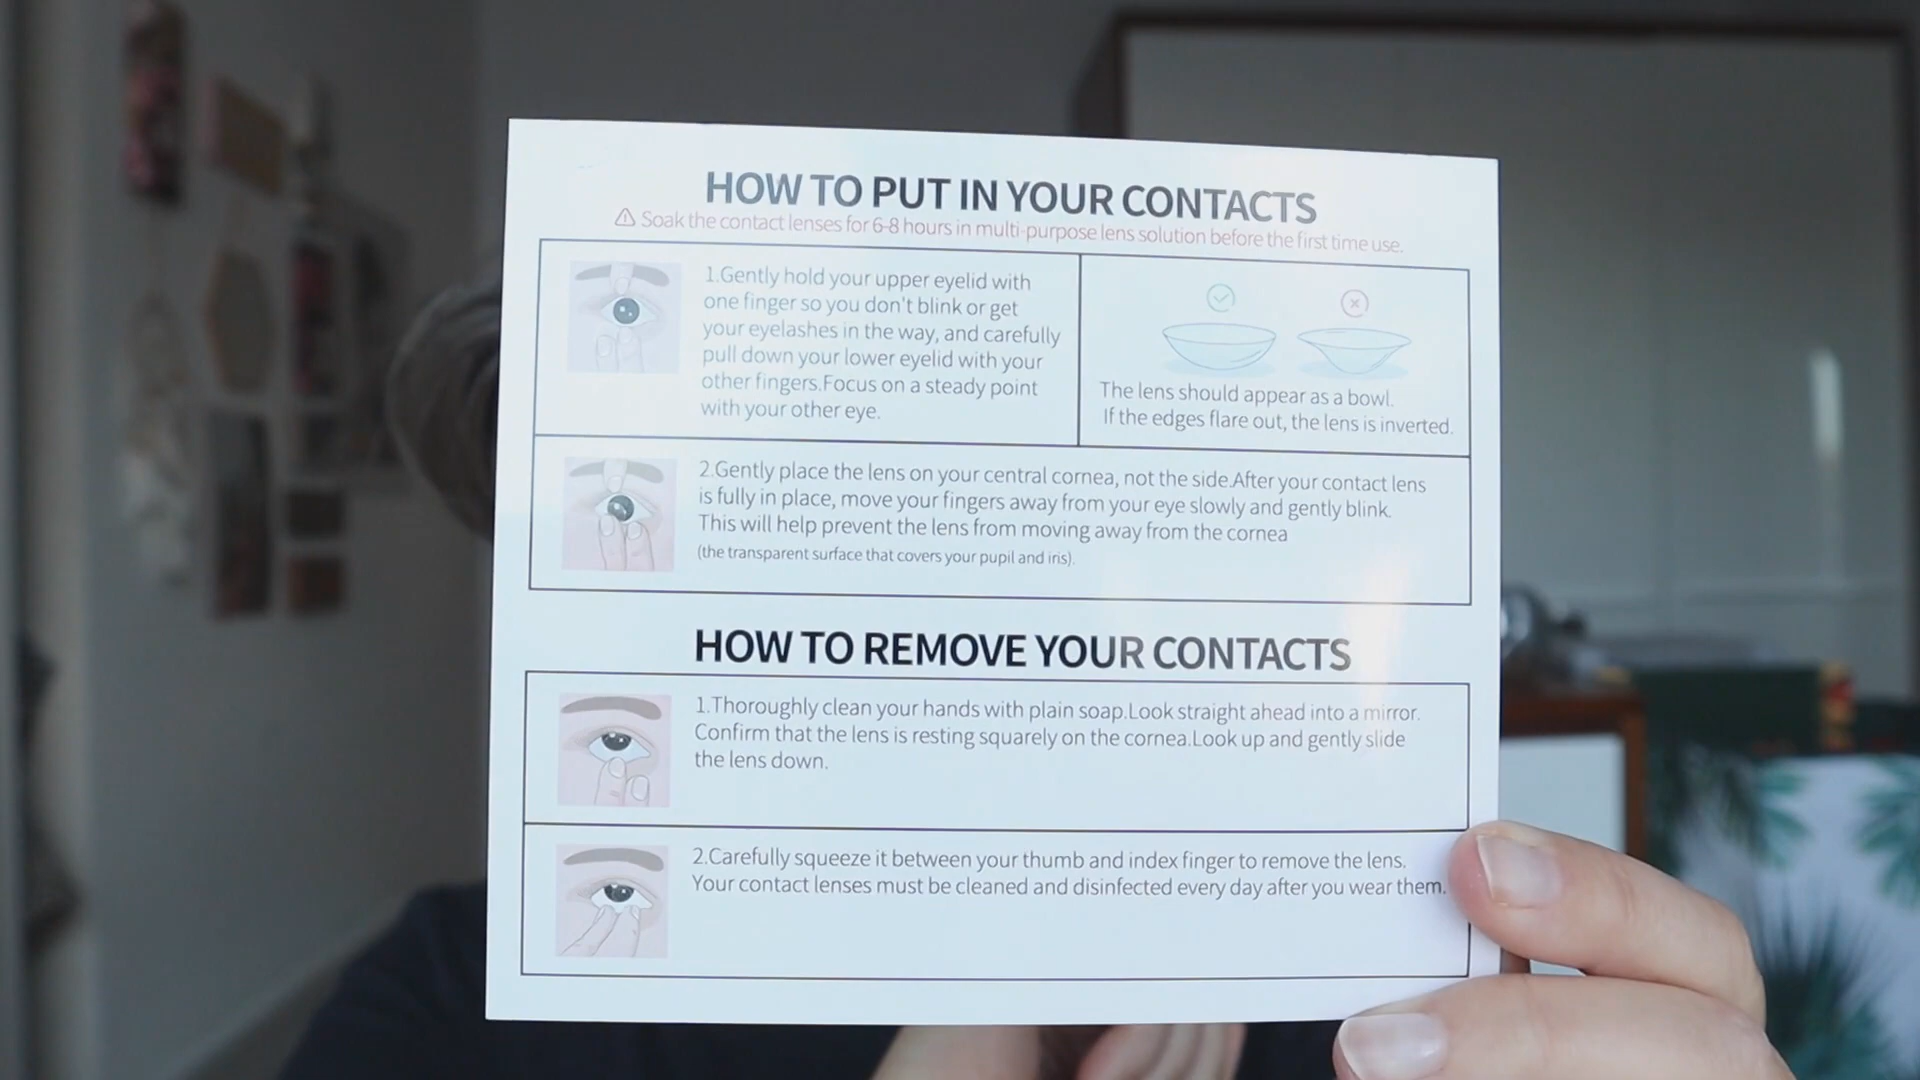 HOW TO PUT IN YOUR CONTACTS
⚠ Soak the contact lenses for 6-8 hours in multi-purpose lens solution before the first time use.
1.Gently hold your upper eyelid with
one finger so you don't blink or get
your eyelashes in the way, and carefully
pull down your lower eyelid with your
other fingers.Focus on a steady point
with your other eye.
The lens should appear as a bowl.
If the edges flare out, the lens is inverted.
2.Gently place the lens on your central cornea, not the side.After your contact lens
is fully in place, move your fingers away from your eye slowly and gently blink.
This will help prevent the lens from moving away from the cornea
(the transparent surface that covers your pupil and iris).
HOW TO REMOVE YOUR CONTACTS
1.Thoroughly clean your hands with plain soap.Look straight ahead into a mirror.
Confirm that the lens is resting squarely on the cornea.Look up and gently slide
the lens down.
2.Carefully squeeze it between your thumb and index finger to remove the lens.
Your contact lenses must be cleaned and disinfected every day after you wear them.